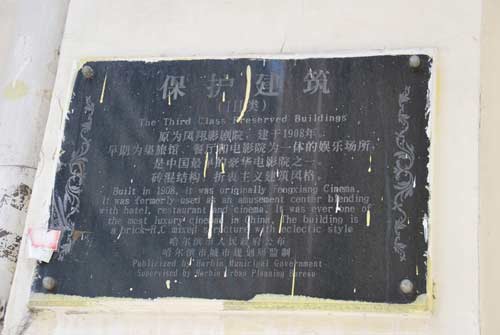 保护建筑
(III类)
The Third Class Preserved Buildings
原为凤翔影剧院，建于1908年。
早期为集旅馆、餐厅和电影院为一体的娱乐场所，
是中国最早的豪华电影院之一。
砖混结构，折衷主义建筑风格。
Built in 1908, it was originally Fengxiang Cinema.
It was formerly used as an amusement center blending
with hotel, restaurant and cinema. It was ever one of
the most luxury cinemas in China. The building is
a brick-R.C mixed structure with eclectic style
哈尔滨市人民政府公布
哈尔滨市城市规划局监制
Publicized by Harbin Municipal Government
Supervised by Harbin Urban Planning Bureau